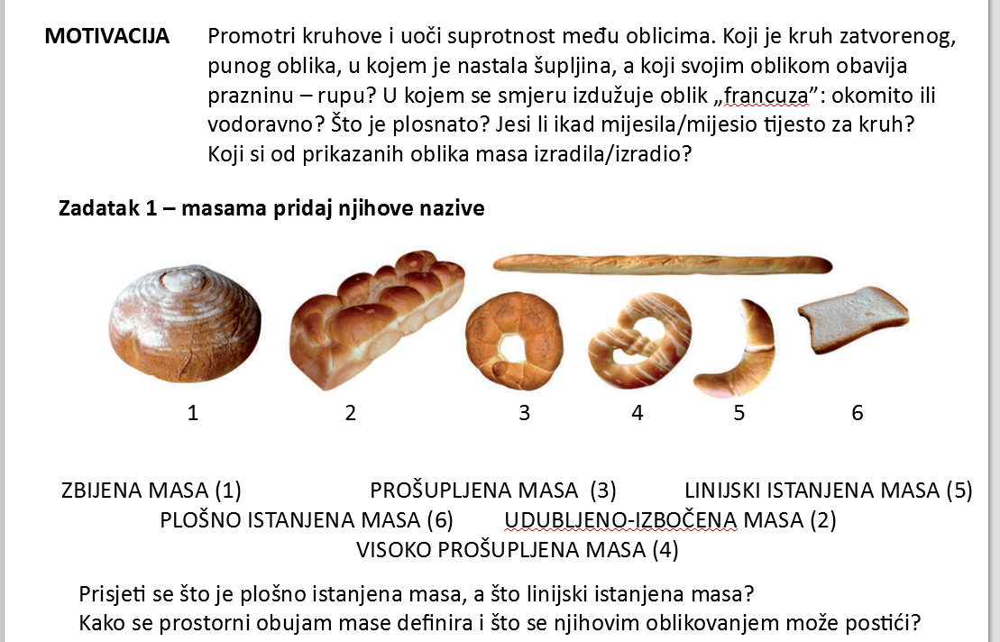 MOTIVACIJA Promotri kruhove i uoči suprotnost među oblicima. Koji je kruh zatvorenog,
punog oblika, u kojem je nastala šupljina, a koji svojim oblikom obavija
prazninu – rupu? U kojem se smjeru izdužuje oblik „francuza”: okomito ili
vodoravno? Što je plosnato? Jesi li ikad mijesila/mijesio tijesto za kruh?
Koji si od prikazanih oblika masa izradila/izradio?
Zadatak 1 – masama pridaj njihove nazive
1 2 3 4 5 6
ZBIJENA MASA (1) PROŠUPLJENA MASA (3) LINIJSKI ISTANJENA MASA (5)
PLOŠNO ISTANJENA MASA (6) UDUBLJENO-IZBOČENA MASA (2)
VISOKO PROŠUPLJENA MASA (4)
Prisjeti se što je plošno istanjena masa, a što linijski istanjena masa?
Kako se prostorni obujam mase definira i što se njihovim oblikovanjem može postići?